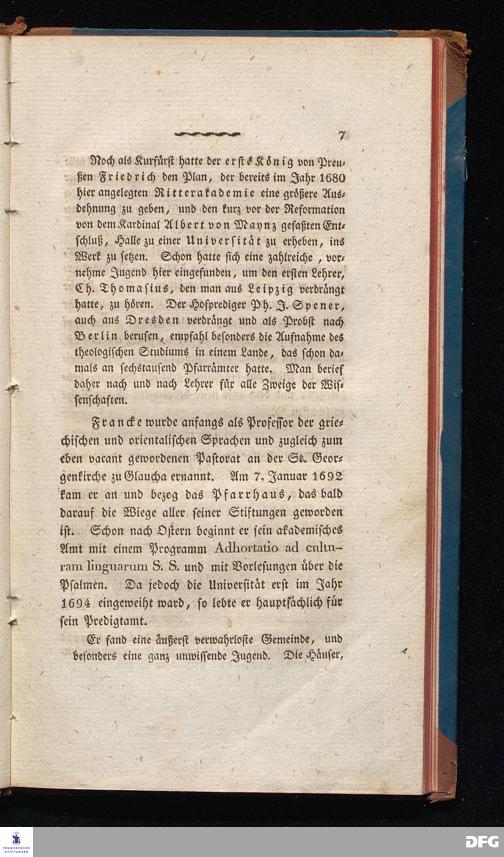 7
Noch als Kurfürst hatte der erste König von Preu-
ßen Friedrich den Plan, der bereits im Jahr 1680
hier angelegten Ritterakademie eine größere Aus-
dehnung zu geben, und den kurz vor der Reformation
von dem Kardinal Albert von Maynz gefaßten Ent-
schluß, Halle zu einer Universität zu erheben, ins
Werk zu setzen. Schon hatte sich eine zahlreiche, vor-
nehme Jugend hier eingefunden, um den ersten Lehrer,
Ch. Thomasius, den man aus Leipzig verdrängt
hatte, zu hören. Der Hofprediger Ph. J. Spener,
auch aus Dresden verdrängt und als Probst nach
Berlin berufen, empfahl besonders die Aufnahme des
theologischen Studiums in einem Lande, das schon da-
mals an sechstausend Pfarrämter hatte. Man berief
daher nach und nach Lehrer für alle Zweige der Wis-
senschaften.
Francke wurde anfangs als Professor der grie-
chischen und orientalischen Sprachen und zugleich zum
eben vacant gewordenen Pastorat an der St. Geor-
genkirche zu Glaucha ernannt. Am 7. Januar 1692
kam er an und bezog das Pfarrhaus, das bald
darauf die Wiege aller seiner Stiftungen geworden
ist. Schon nach Ostern beginnt er sein akademisches
Amt mit einem Programm Adhortatio ad cultu-
ram linguarum S. S. und mit Vorlesungen über die
Psalmen. Da jedoch die Universität erst im Jahr
1694 eingeweiht ward, so lebte er hauptsächlich für
sein Predigtamt.
Er fand eine äußerst verwahrloste Gemeinde, und
besonders eine ganz unwissende Jugend. Die Häuser,
FRANCKESCHE
STIFTUNGEN
DFG